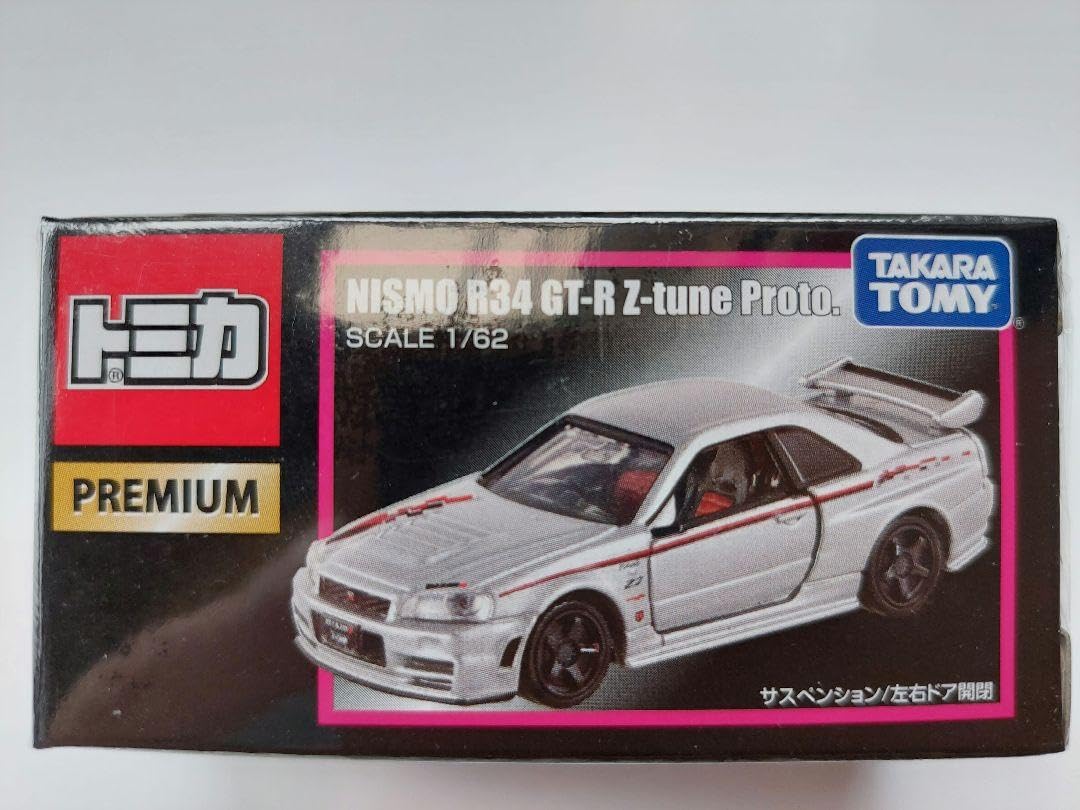 トミカ®
PREMIUM
NISMO R34 GT-R Z-tune Proto.
SCALE 1/62
TAKARA
TOMY®
サスペンション/左右ドア開閉